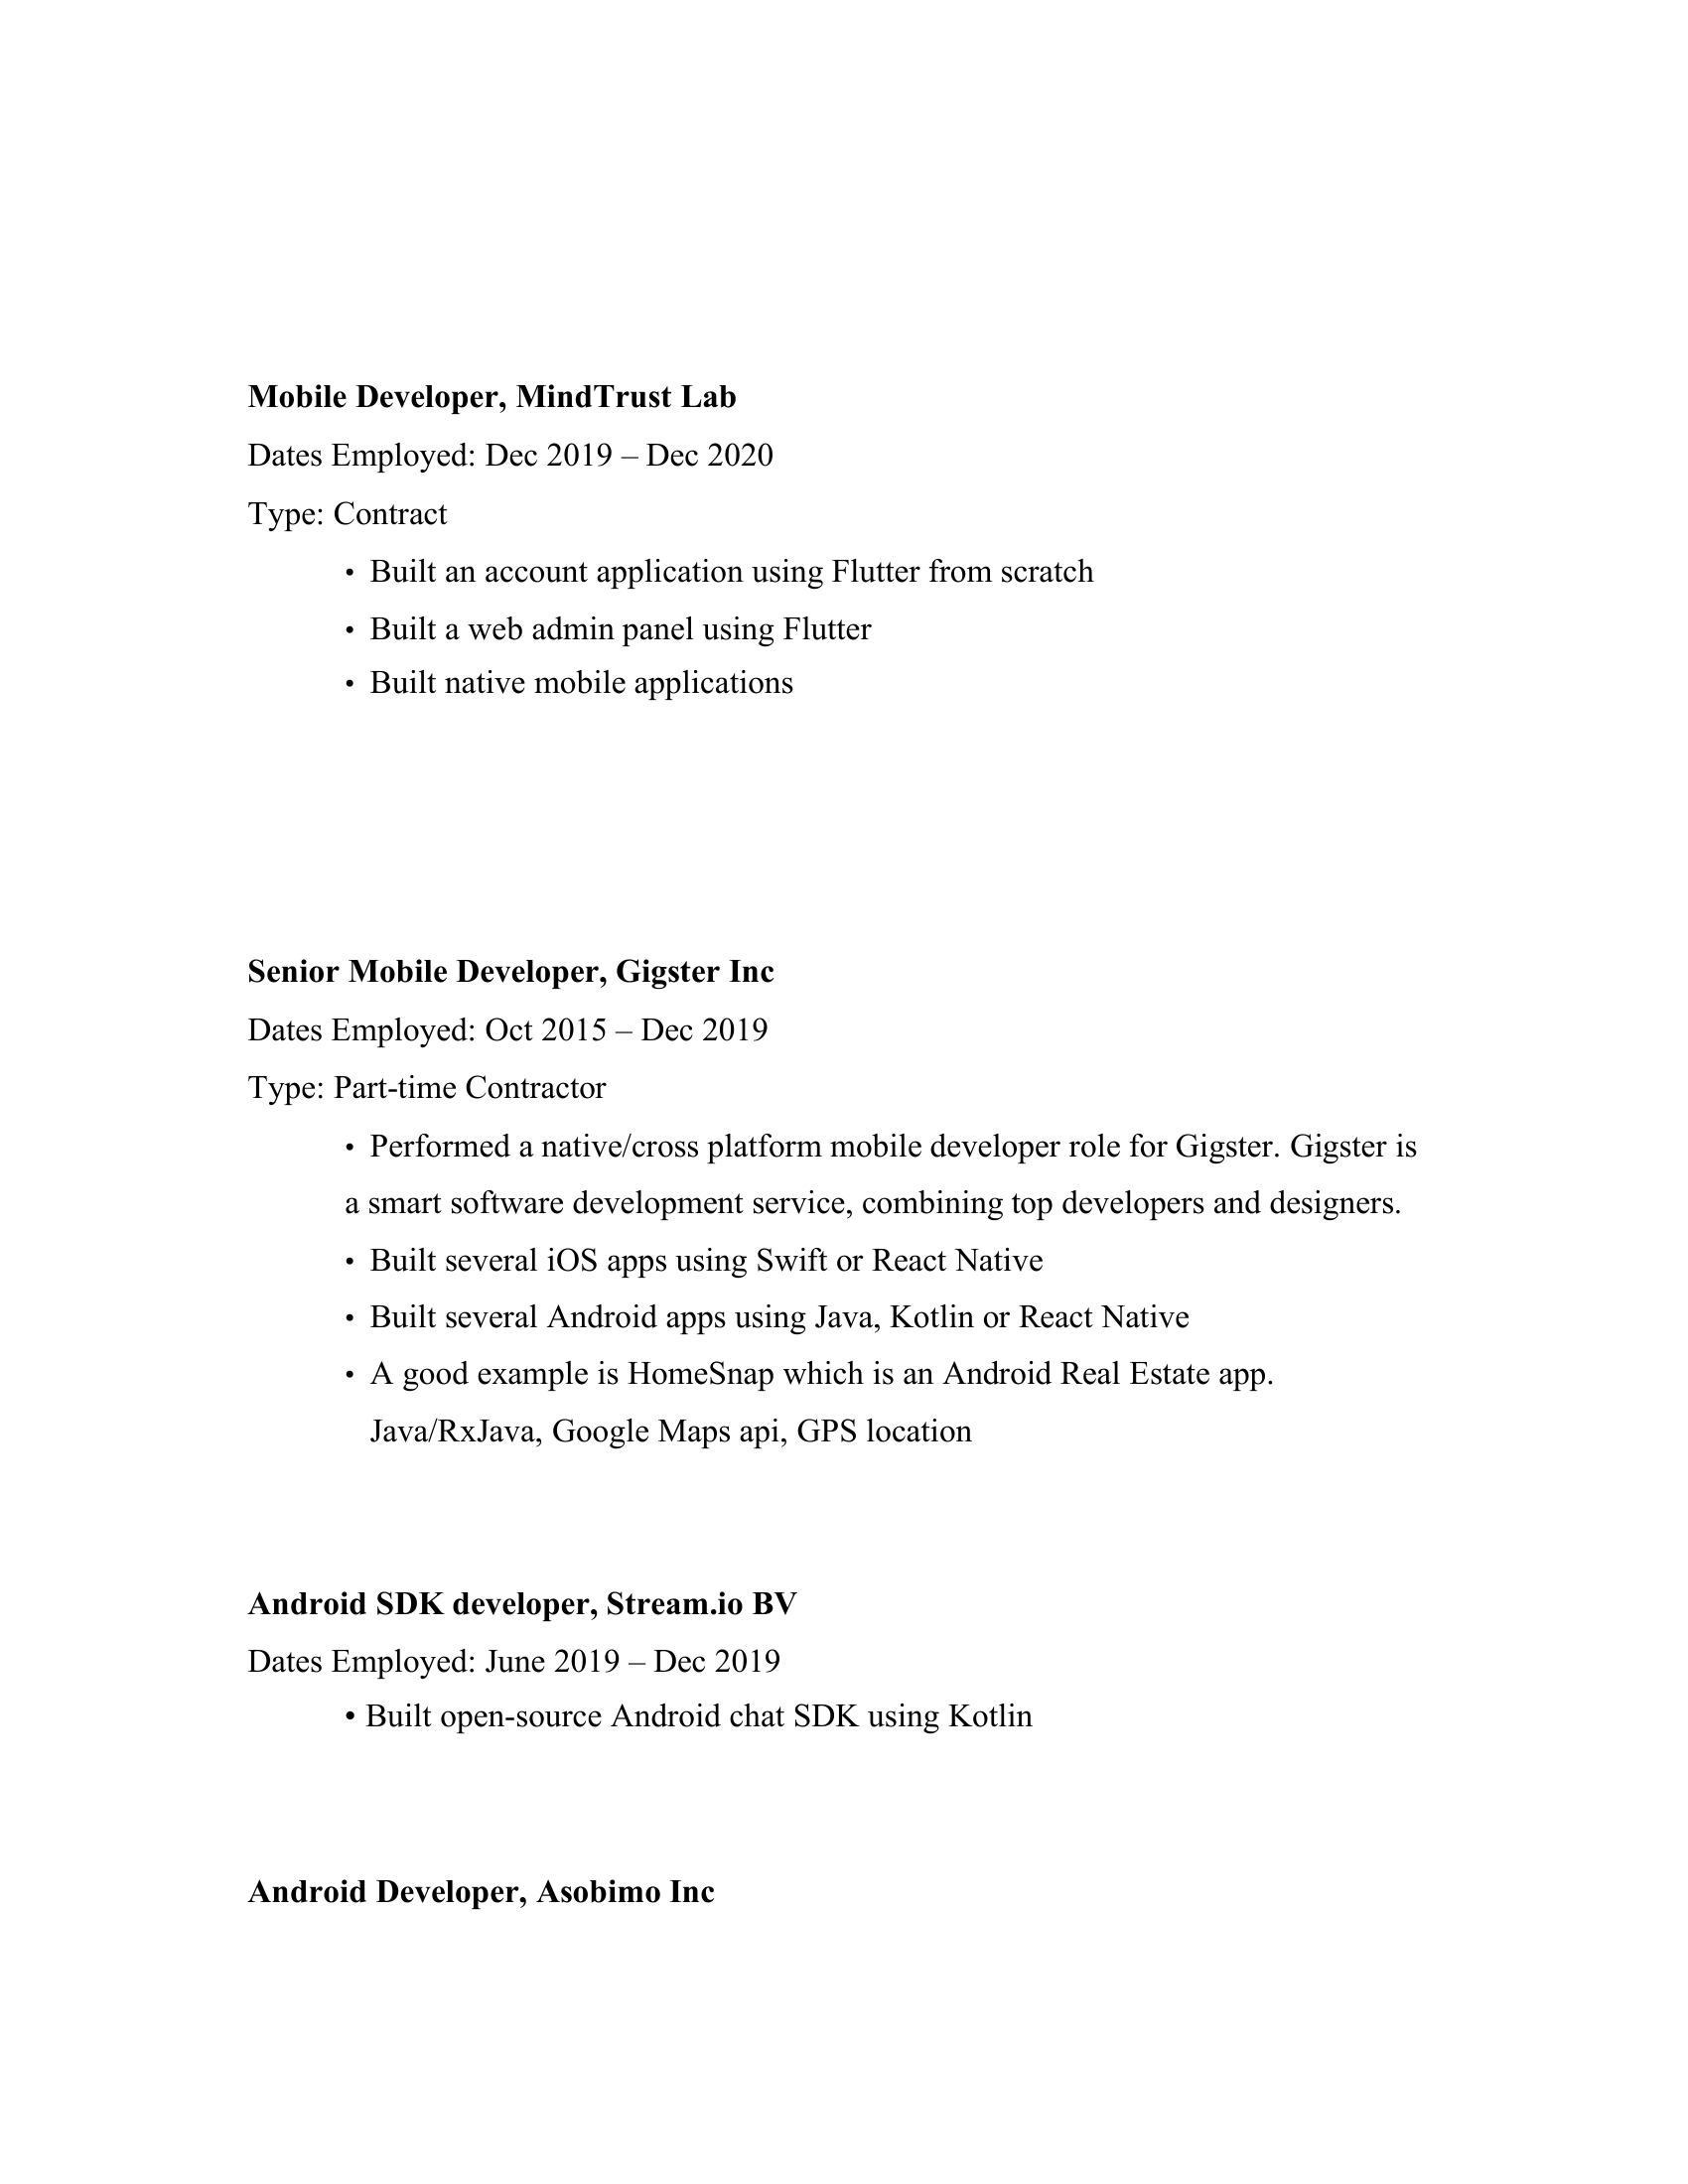 Mobile Developer, MindTrust Lab
Dates Employed: Dec 2019 – Dec 2020
Type: Contract
• Built an account application using Flutter from scratch
• Built a web admin panel using Flutter
• Built native mobile applications
Senior Mobile Developer, Gigster Inc
Dates Employed: Oct 2015 – Dec 2019
Type: Part-time Contractor
• Performed a native/cross platform mobile developer role for Gigster. Gigster is
a smart software development service, combining top developers and designers.
• Built several iOS apps using Swift or React Native
• Built several Android apps using Java, Kotlin or React Native
• A good example is HomeSnap which is an Android Real Estate app.
Java/RxJava, Google Maps api, GPS location
Android SDK developer, Stream.io BV
Dates Employed: June 2019 – Dec 2019
• Built open-source Android chat SDK using Kotlin
Android Developer, Asobimo Inc